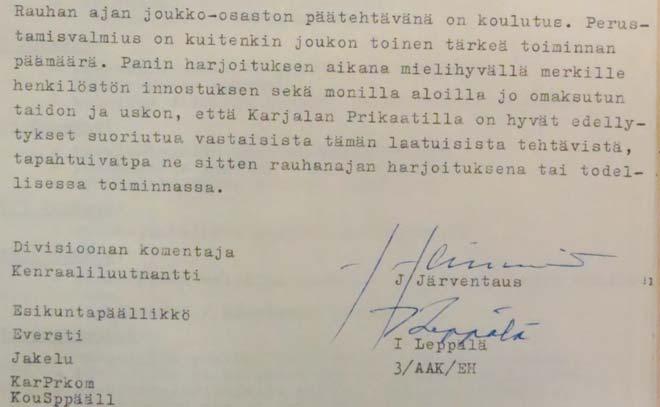 Rauhan ajan joukko-osaston päätehtävänä on koulutus. Perus-
tamisvalmius on kuitenkin joukon toinen tärkeä toiminnan
päämäärä. Panin harjoituksen aikana mielihyvällä merkille
henkilöstön innostuksen sekä monilla aloilla jo omaksutun
taidon ja uskon, että Karjalan Prikaatilla on hyvät edelly-
tykset suoriutua vastaisista tämän laatuisista tehtävistä,
tapahtuivatpa ne sitten rauhanajan harjoituksena tai todel-
lisessa toiminnassa.
Divisioonan komentaja
Kenraaliluutnantti
J Järventaus
Esikuntapäällikkö
Eversti
Leppälä
I Leppälä
Jakelu
3/AAK/EH
KarPrkom
KouSppääll